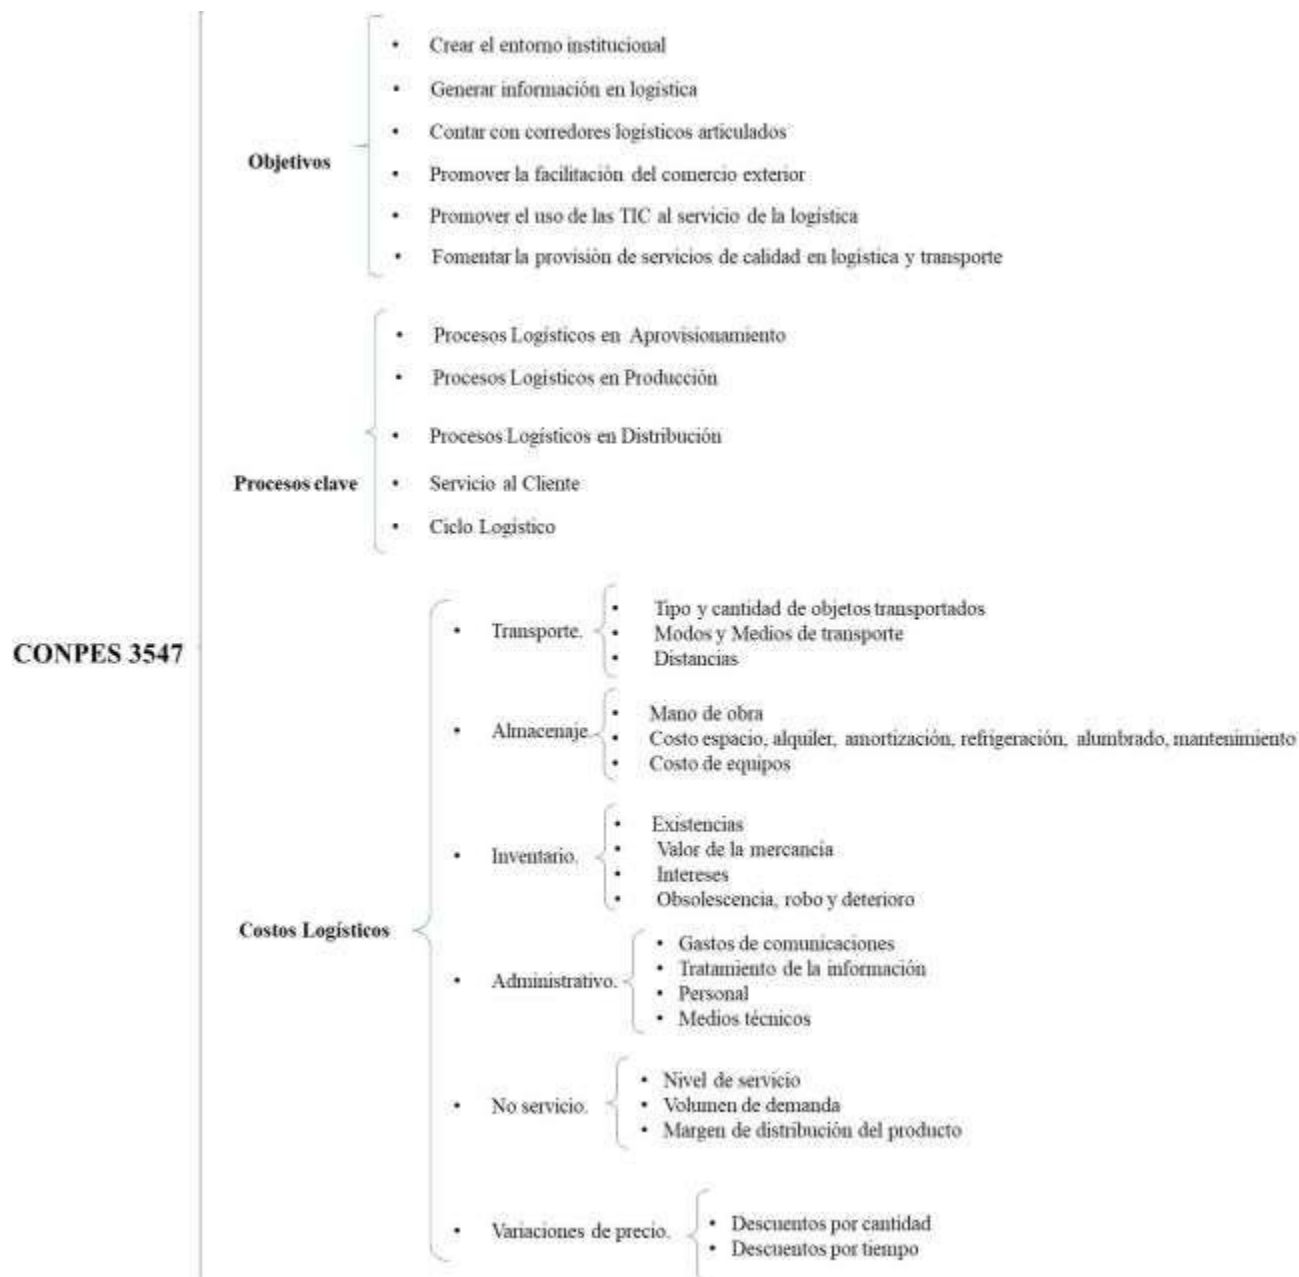 CONPES 3547
Objetivos
• Crear el entorno institucional
• Generar información en logística
• Contar con corredores logísticos articulados
• Promover la facilitación del comercio exterior
• Promover el uso de las TIC al servicio de la logística
• Fomentar la provisión de servicios de calidad en logística y transporte
Procesos clave
• Procesos Logísticos en Aprovisionamiento
• Procesos Logísticos en Producción
• Procesos Logísticos en Distribución
• Servicio al Cliente
• Ciclo Logístico
Costos Logísticos
• Transporte.
• Tipo y cantidad de objetos transportados
• Modos y Medios de transporte
• Distancias
• Almacenaje.
• Mano de obra
• Costo espacio, alquiler, amortización, refrigeración, alumbrado, mantenimiento
• Costo de equipos
• Inventario.
• Existencias
• Valor de la mercancía
• Intereses
• Obsolescencia, robo y deterioro
• Administrativo.
• Gastos de comunicaciones
• Tratamiento de la información
• Personal
• Medios técnicos
• No servicio.
• Nivel de servicio
• Volumen de demanda
• Margen de distribución del producto
• Variaciones de precio.
• Descuentos por cantidad
• Descuentos por tiempo